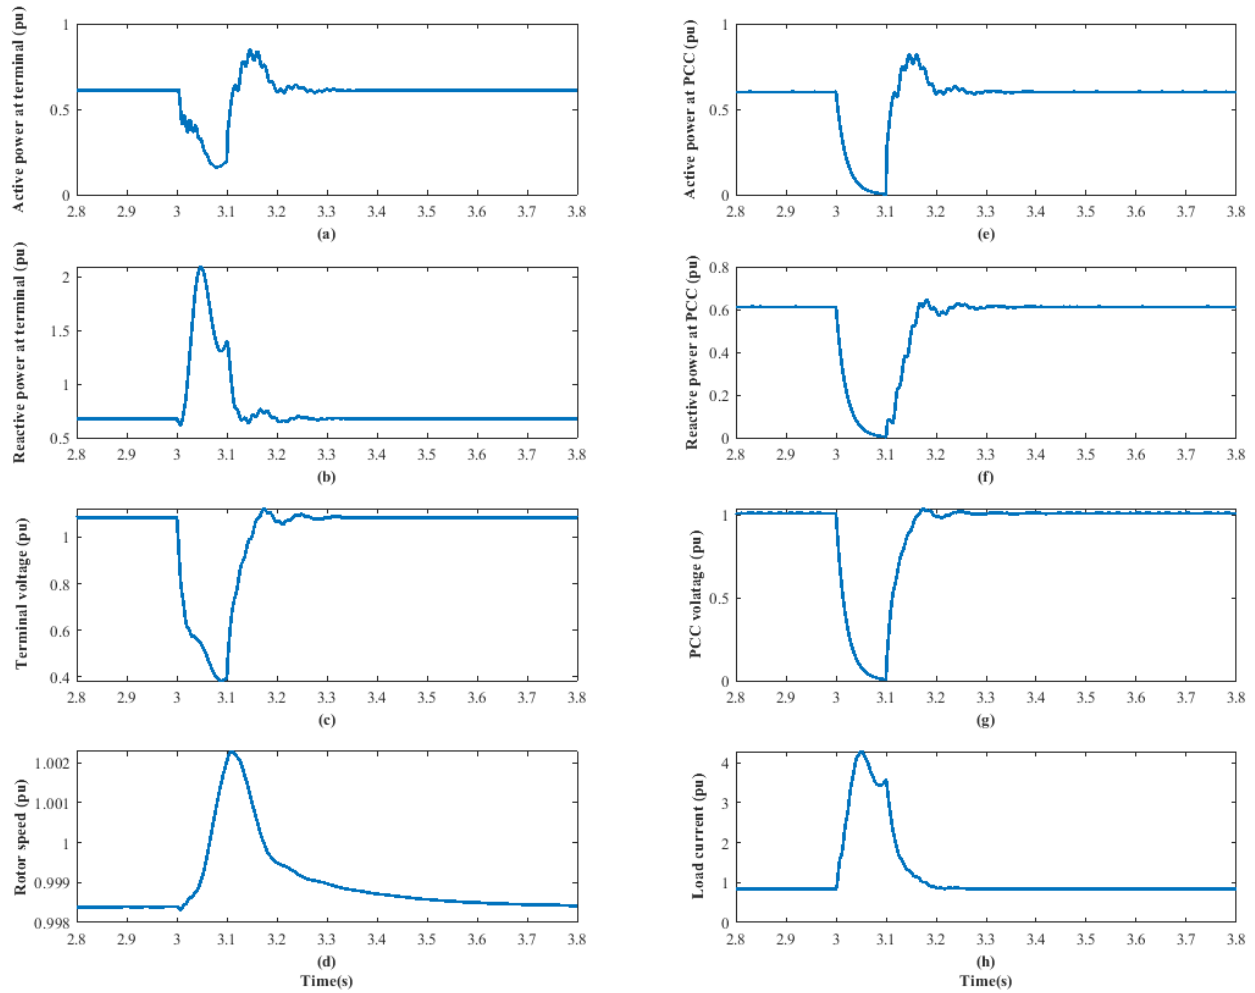 Active power at terminal (pu)
1
0.5
0
2.8 2.9 3 3.1 3.2 3.3 3.4 3.5 3.6 3.7 3.8
(a)
Reactive power at terminal (pu)
2
1.5
1
0.5
2.8 2.9 3 3.1 3.2 3.3 3.4 3.5 3.6 3.7 3.8
(b)
Terminal voltage (pu)
1
0.8
0.6
0.4
2.8 2.9 3 3.1 3.2 3.3 3.4 3.5 3.6 3.7 3.8
(c)
Rotor speed (pu)
1.002
1.001
1
0.999
0.998
2.8 2.9 3 3.1 3.2 3.3 3.4 3.5 3.6 3.7 3.8
(d)
Time(s)
Active power at PCC (pu)
1
0.5
0
2.8 2.9 3 3.1 3.2 3.3 3.4 3.5 3.6 3.7 3.8
(e)
Reactive power at PCC (pu)
0.8
0.6
0.4
0.2
0
2.8 2.9 3 3.1 3.2 3.3 3.4 3.5 3.6 3.7 3.8
(f)
PCC volatage (pu)
1
0.5
0
2.8 2.9 3 3.1 3.2 3.3 3.4 3.5 3.6 3.7 3.8
(g)
Load current (pu)
4
3
2
1
0
2.8 2.9 3 3.1 3.2 3.3 3.4 3.5 3.6 3.7 3.8
(h)
Time(s)